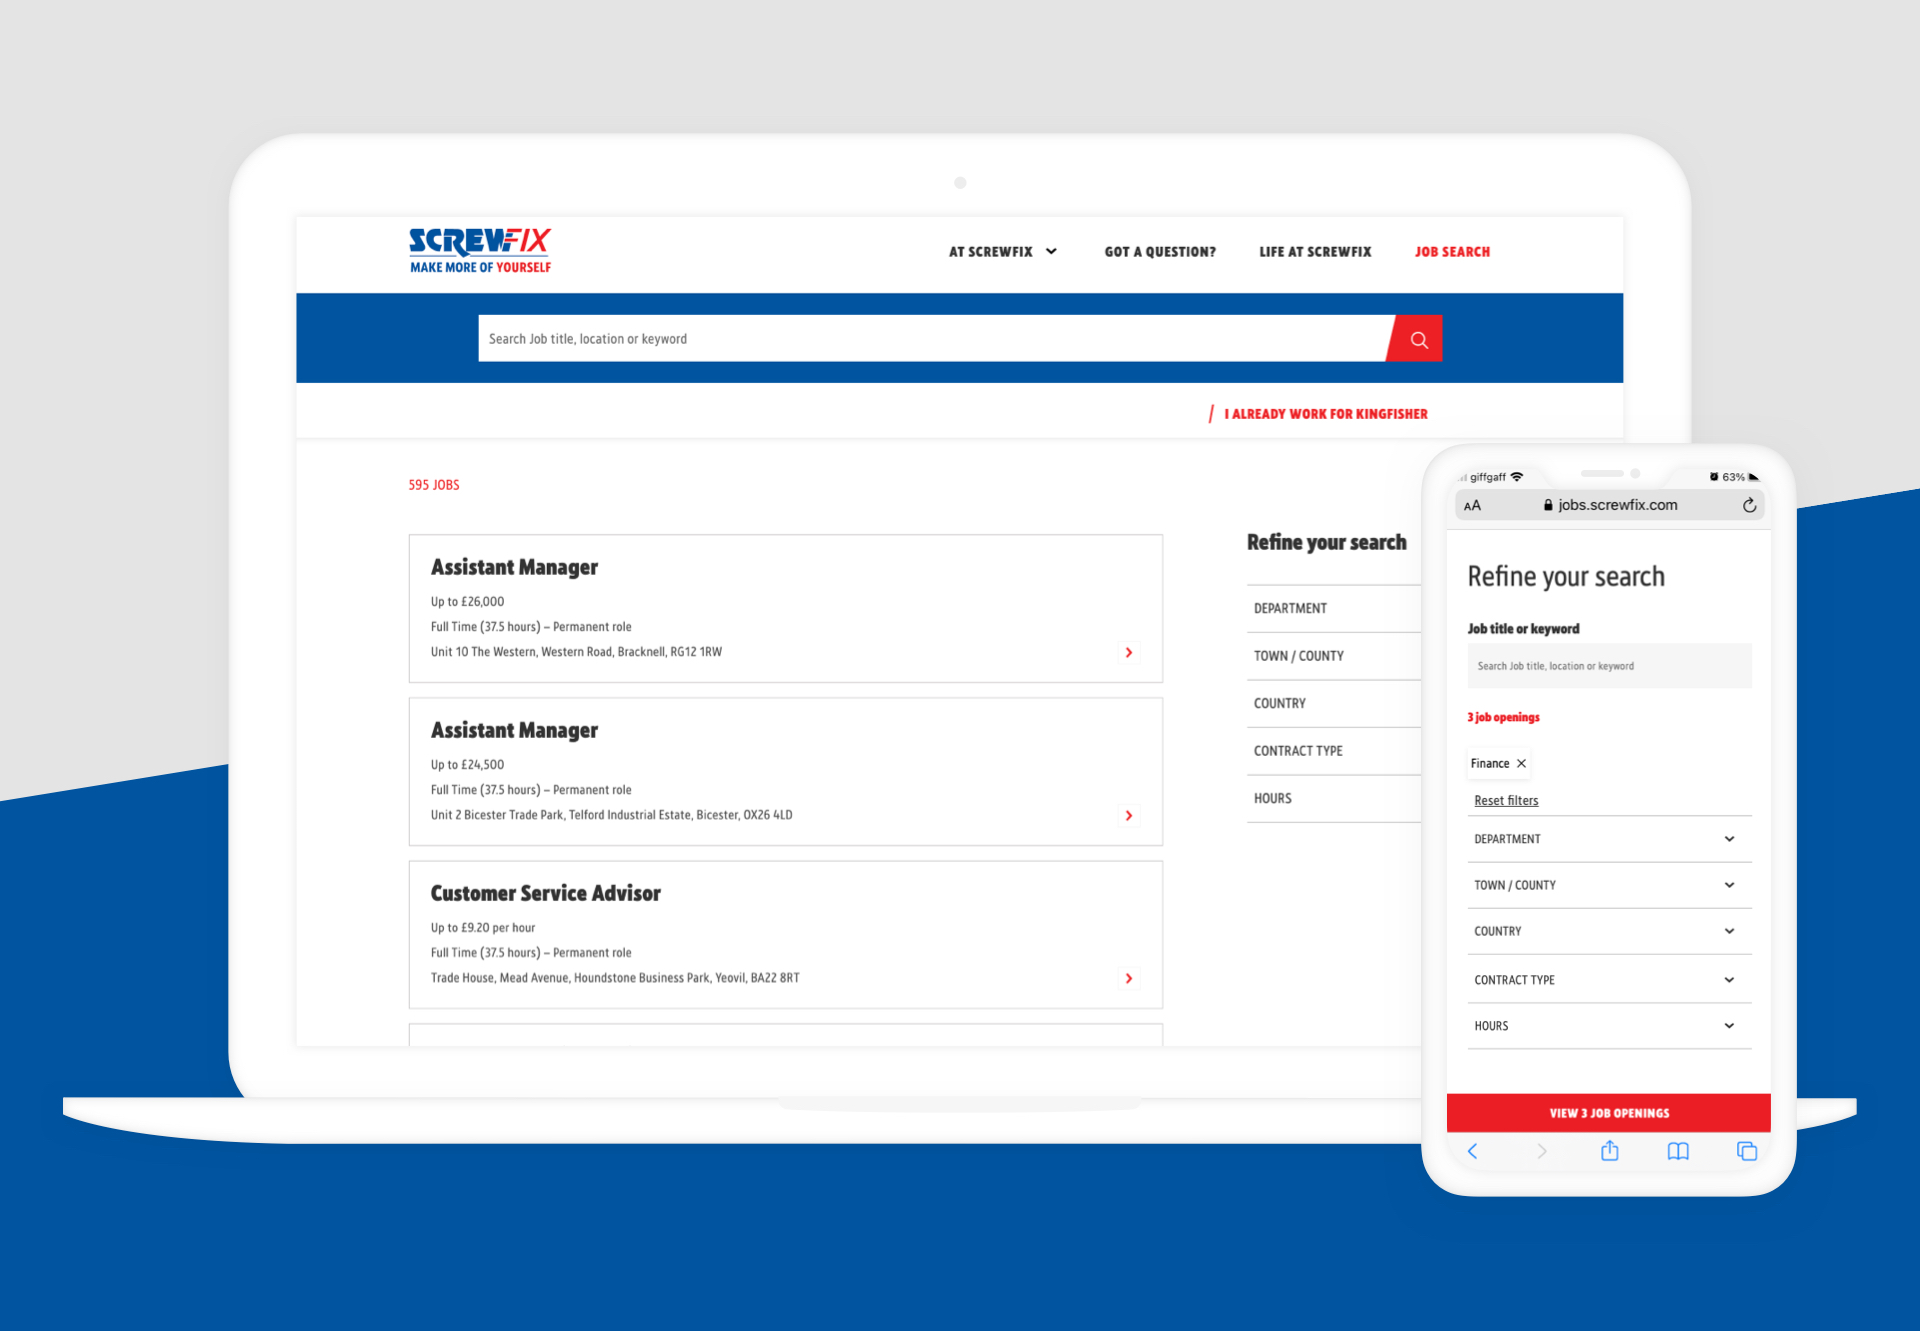 SCREWFIX
MAKE MORE OF YOURSELF
AT SCREWFIX
GOT A QUESTION?
LIFE AT SCREWFIX
JOB SEARCH
Search Job title, location or keyword
I ALREADY WORK FOR KINGFISHER
595 JOBS
Assistant Manager
Up to £26,000
Full Time (37.5 hours) – Permanent role
Unit 10 The Western, Western Road, Bracknell, RG12 1RW
Assistant Manager
Up to £24,500
Full Time (37.5 hours) – Permanent role
Unit 2 Bicester Trade Park, Telford Industrial Estate, Bicester, OX26 4LD
Customer Service Advisor
Up to £9.20 per hour
Full Time (37.5 hours) – Permanent role
Trade House, Mead Avenue, Houndstone Business Park, Yeovil, BA22 8RT
Refine your search
DEPARTMENT
TOWN / COUNTY
COUNTRY
CONTRACT TYPE
HOURS
giffgaff
63%
AA
jobs.screwfix.com
Refine your search
Job title or keyword
Search Job title, location or keyword
3 job openings
Finance
Reset filters
DEPARTMENT
TOWN / COUNTY
COUNTRY
CONTRACT TYPE
HOURS
VIEW 3 JOB OPENINGS